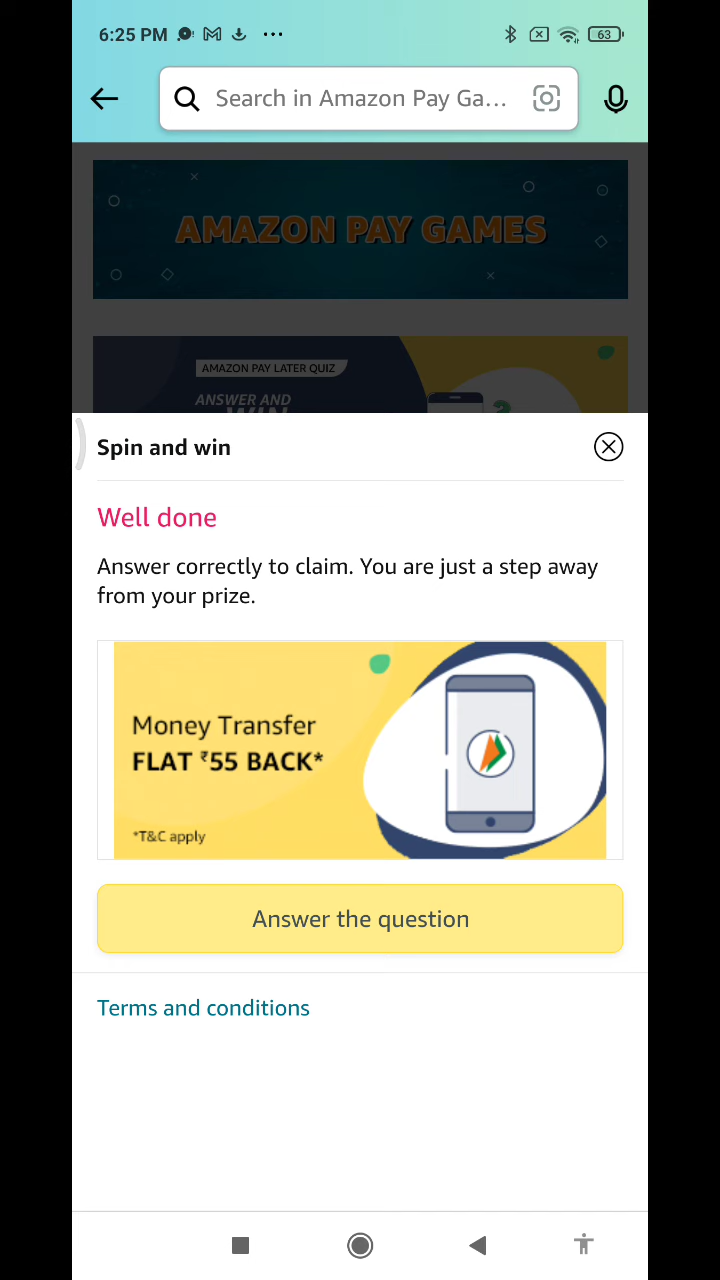 6:25 PM
63
Search in Amazon Pay Ga...
AMAZON PAY GAMES
AMAZON PAY LATER QUIZ
ANSWER AND
WIN
Spin and win
Well done
Answer correctly to claim. You are just a step away
from your prize.
Money Transfer
FLAT ₹55 BACK*
*T&C apply
Answer the question
Terms and conditions